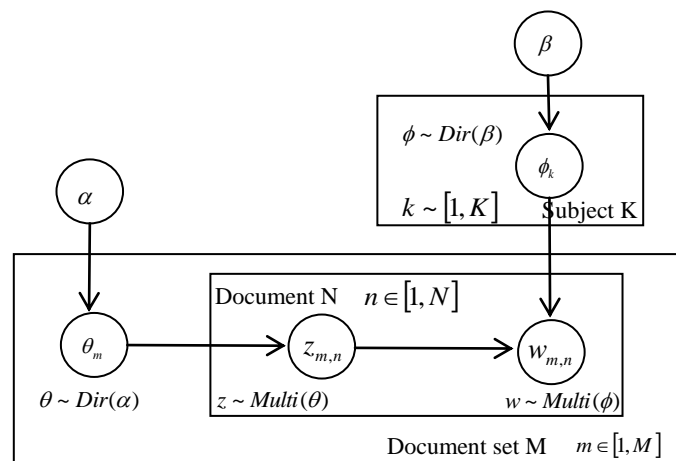 β
ϕ ~ Dir(β)
ϕ_k
α
k ~ [1, K] Subject K
Document N n ∈ [1, N]
θ_m
z_{m,n}
w_{m,n}
θ ~ Dir(α)
z ~ Multi(θ)
w ~ Multi(ϕ)
Document set M m ∈ [1, M]